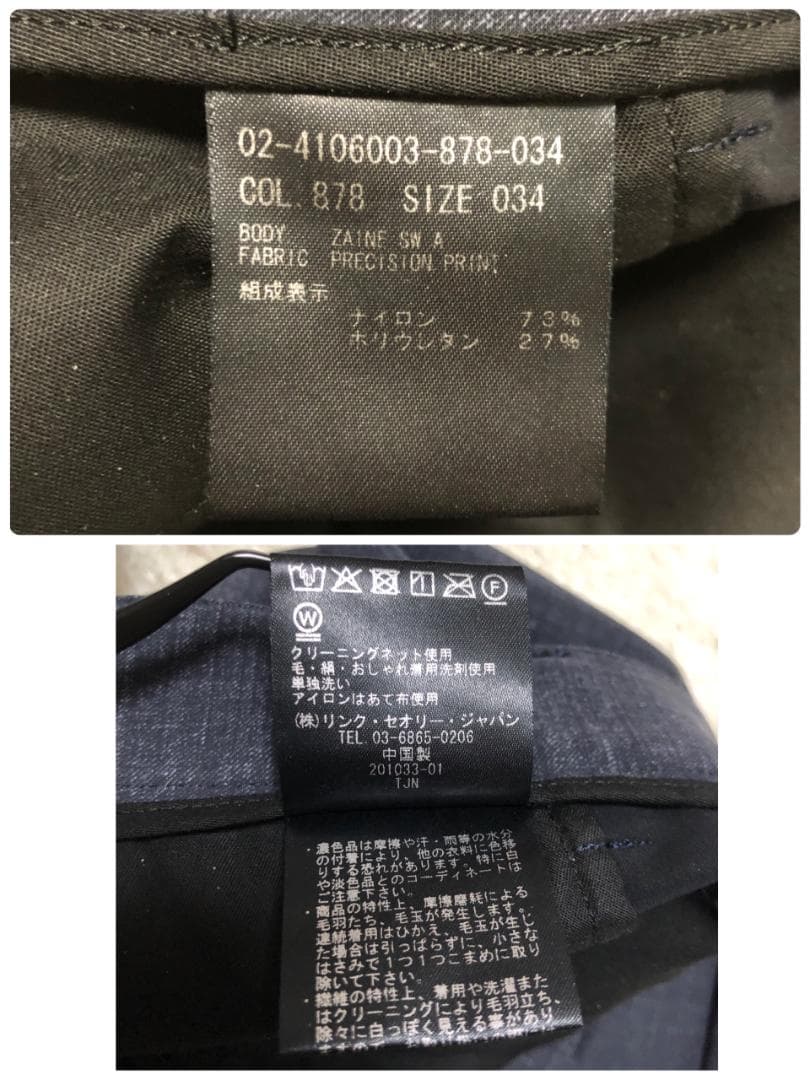 02-4106003-878-034
COL. 878 SIZE 034
BODY ZAINE SW A
FABRIC PRECISION PRINT
組成表示
ナイロン 73%
ポリウレタン 27%
W
F
クリーニングネット使用
毛・絹・おしゃれ着用洗剤使用
単独洗い
アイロンはあて布使用
(株)リンク・セオリー・ジャパン
TEL. 03-6865-0206
中国製
201033-01
TJN
・濃色品は摩擦や汗・雨等の水分
の付着により、他の衣料に色移
りする恐れがあります。特に白
や淡色品とのコーディネートは
ご注意下さい。
・商品の特性上、摩擦磨耗による
毛羽たち、毛玉が発生します。
連続着用はひかえ、毛玉が生じ
た場合は引っぱらずに、小さな
はさみで1つ1つこまめに取り
除いて下さい。
・繊維の特性上、着用や洗濯また
はクリーニングにより毛羽立ち、
除々に白っぽく見える事があり